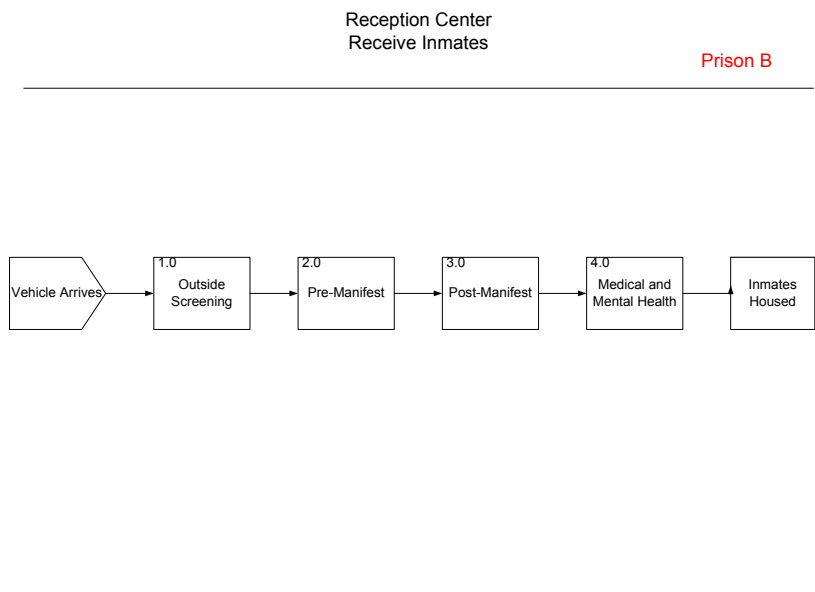 Reception Center
Receive Inmates
Prison B
Vehicle Arrives
1.0
Outside
Screening
2.0
Pre-Manifest
3.0
Post-Manifest
4.0
Medical and
Mental Health
Inmates
Housed